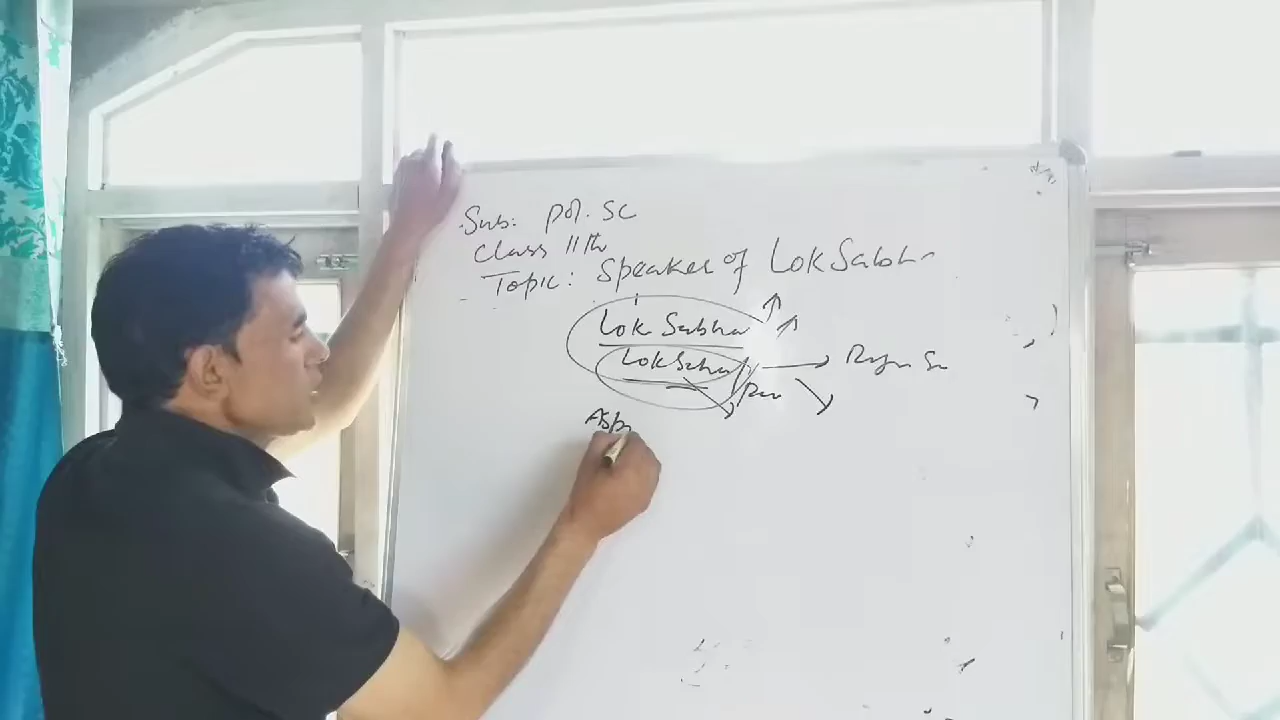 Sub: Pol. Sc
Class 11th
Topic: Speaker of Lok Sabha
Lok Sabha
Lok Sabha